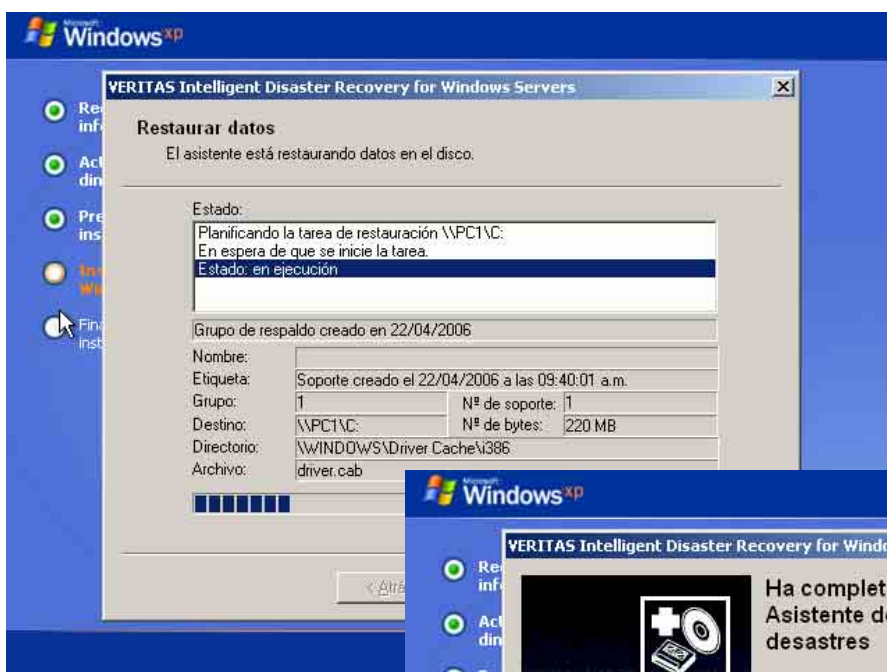 Microsoft
Windows xp
VERITAS Intelligent Disaster Recovery for Windows Servers
Restaurar datos
El asistente está restaurando datos en el disco.
Estado:
Planificando la tarea de restauración \\PC1\C:
En espera de que se inicie la tarea.
Estado: en ejecución
Grupo de respaldo creado en 22/04/2006
Nombre:
Etiqueta: Soporte creado el 22/04/2006 a las 09:40:01 a.m.
Grupo: 1 Nº de soporte: 1
Destino: \\PC1\C: Nº de bytes: 220 MB
Directorio: \WINDOWS\Driver Cache\i386
Archivo: driver.cab
< Atrás
Microsoft
Windows xp
VERITAS Intelligent Disaster Recovery for Windo
Ha complet
Asistente de
desastres